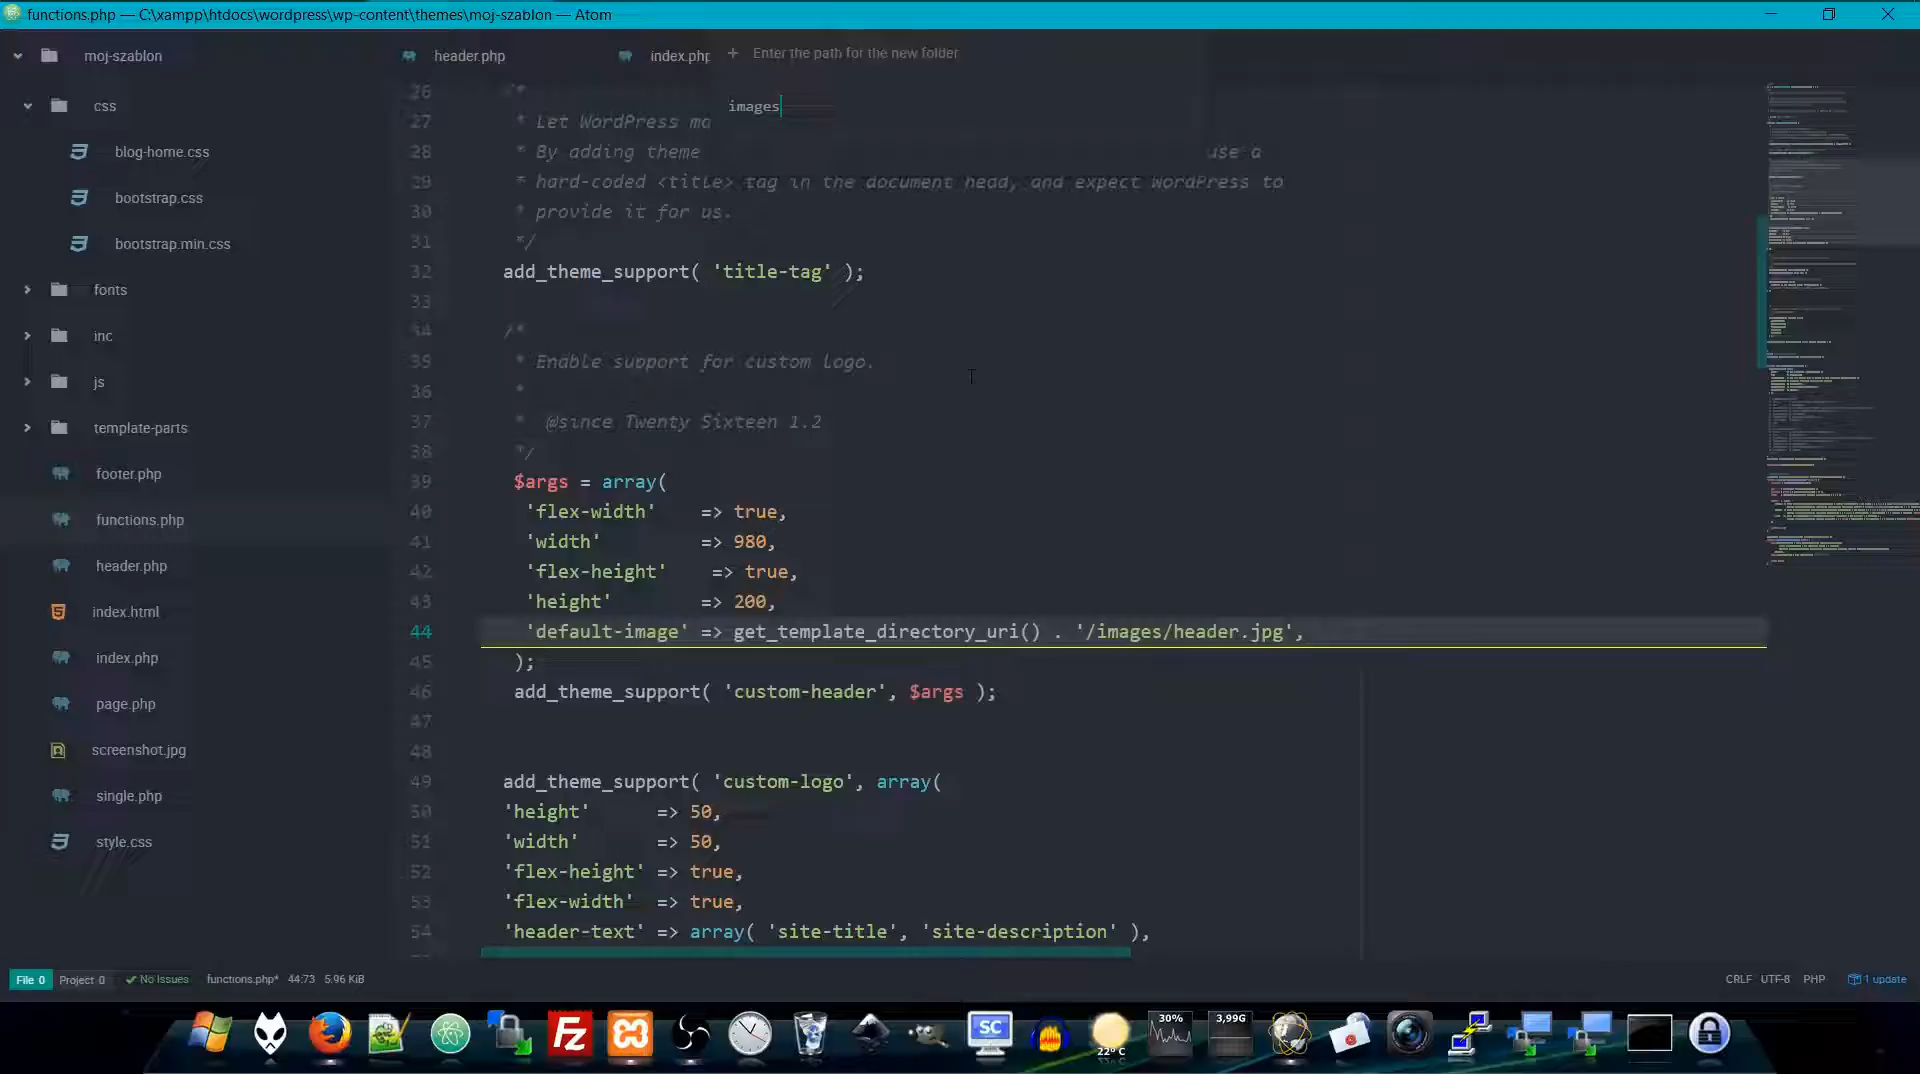 functions.php — C:\xampp\htdocs\wordpress\wp-content\themes\moj-szablon — Atom
moj-szablon
header.php
index.php
Enter the path for the new folder
images
css
blog-home.css
bootstrap.css
bootstrap.min.css
fonts
inc
js
template-parts
footer.php
functions.php
header.php
index.html
index.php
page.php
screenshot.jpg
single.php
style.css
26 /*
27 * Let WordPress ma
28 * By adding theme use a
29 * hard-coded <title> tag in the document head, and expect WordPress to
30 * provide it for us.
31 */
32 add_theme_support( 'title-tag' );
33
34 /*
35 * Enable support for custom logo.
36 *
37 * @since Twenty Sixteen 1.2
38 */
39 $args = array(
40 'flex-width' => true,
41 'width' => 980,
42 'flex-height' => true,
43 'height' => 200,
44 'default-image' => get_template_directory_uri() . '/images/header.jpg',
45 );
46 add_theme_support( 'custom-header', $args );
47
48
49 add_theme_support( 'custom-logo', array(
50 'height' => 50,
51 'width' => 50,
52 'flex-height' => true,
53 'flex-width' => true,
54 'header-text' => array( 'site-title', 'site-description' ),
File 0 Project 0 No Issues functions.php* 44:73 5.96 KiB CRLF UTF-8 PHP 1 update
Fz
SC
22° C
30%
3,99G